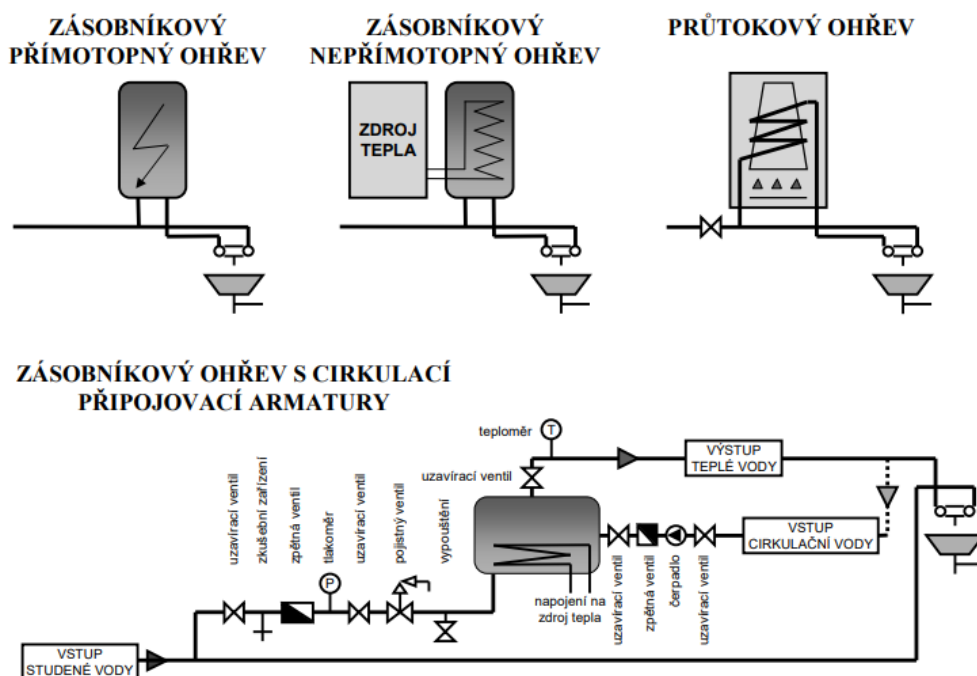 ZÁSOBNÍKOVÝ
PŘÍMOTOPNÝ OHŘEV
ZÁSOBNÍKOVÝ
NEPŘÍMOTOPNÝ OHŘEV
PRŮTOKOVÝ OHŘEV
ZDROJ
TEPLA
ZÁSOBNÍKOVÝ OHŘEV S CIRKULACÍ
PŘIPOJOVACÍ ARMATURY
teploměr
T
uzavírací ventil
VÝSTUP
TEPLÉ VODY
uzavírací ventil
zkušební zařízení
zpětná ventil
tlakoměr
uzavírací ventil
pojistný ventil
vypouštění
P
VSTUP
CIRKULAČNÍ VODY
napojení na
zdroj tepla
uzavírací ventil
zpětná ventil
čerpadlo
uzavírací ventil
VSTUP
STUDENÉ VODY